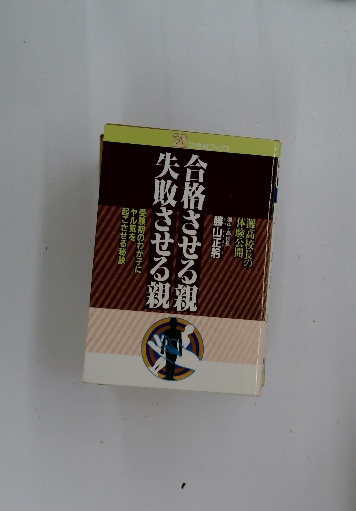 灘高校長の
体験公開
勝山正躬
合格させる親
失敗させる親
受験期のわが子に
ヤル気を
起こさせる秘訣